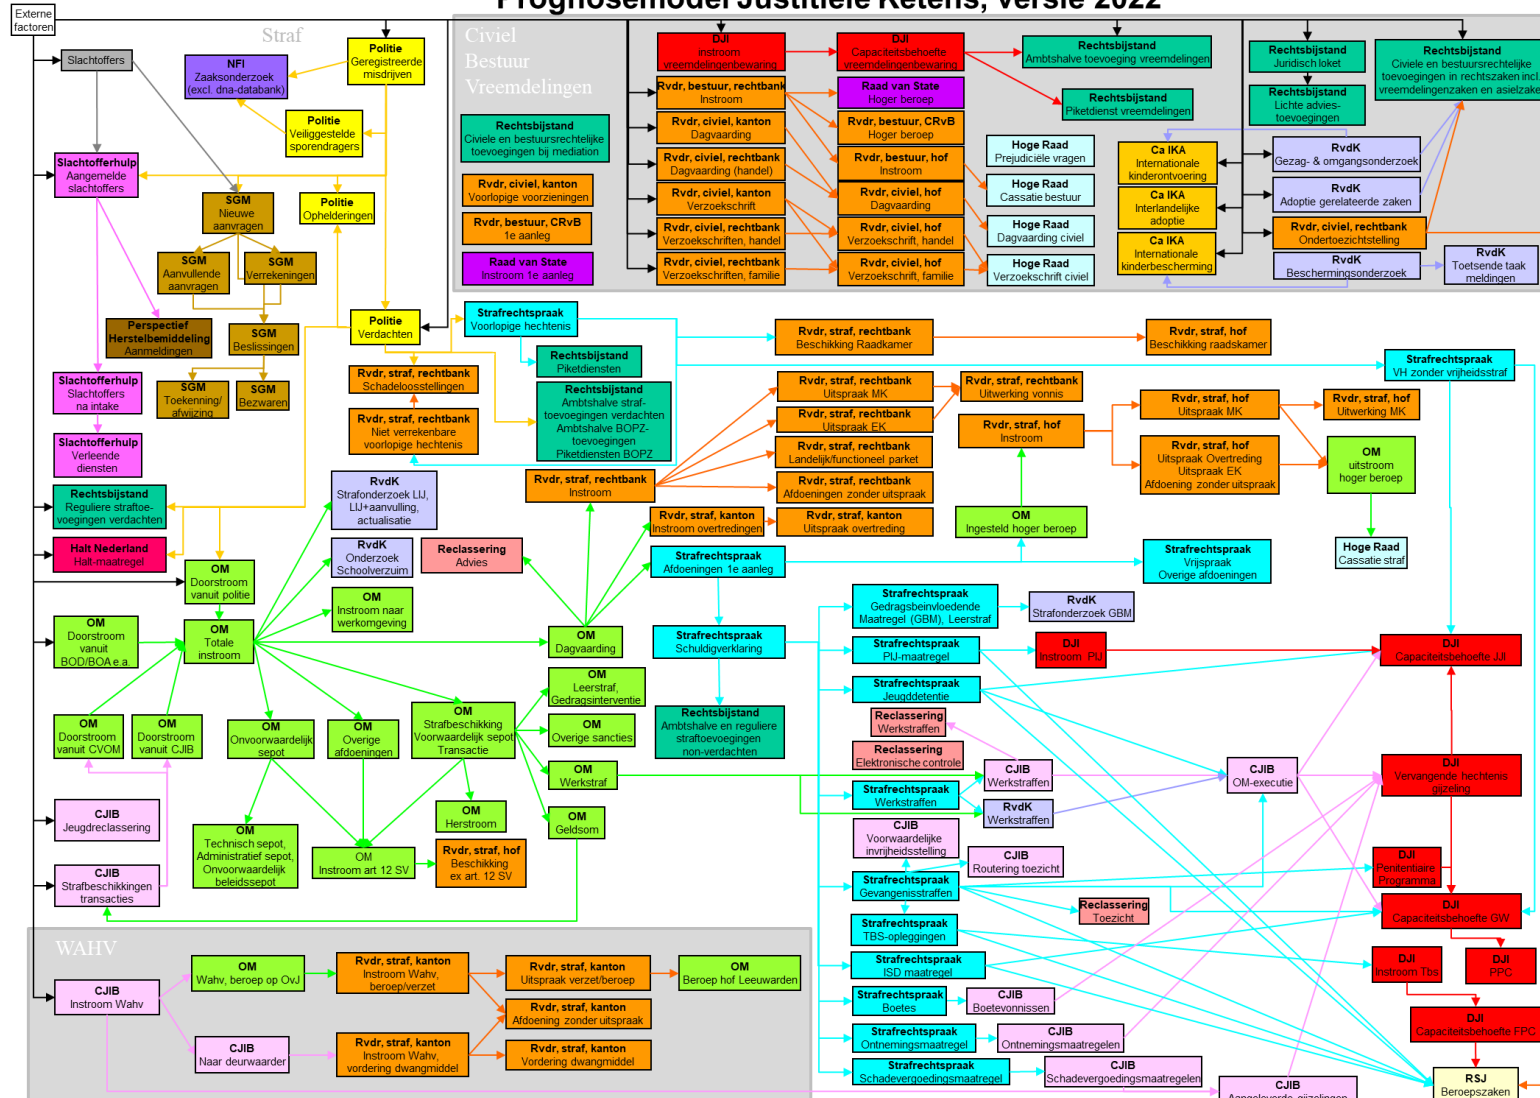 Prognosemodel Justitiële Ketens, versie 2022
Externe
factoren
Straf
Civiel
Bestuur
Vreemdelingen
Slachtoffers
NFI
Zaaksonderzoek
(excl. dna-databank)
Politie
Geregistreerde
misdrijven
Politie
Veiliggestelde
sporendragers
Slachtofferhulp
Aangemelde
slachtoffers
SGM
Nieuwe
aanvragen
Politie
Ophelderingen
SGM
Aanvullende
aanvragen
SGM
Verrekeningen
Perspectief
Herstelbemiddeling
Aanmeldingen
SGM
Beslissingen
Politie
Verdachten
Slachtofferhulp
Slachtoffers
na intake
SGM
Toekenning/
afwijzing
SGM
Bezwaren
Slachtofferhulp
Verleende
diensten
Rechtsbijstand
Reguliere straftoe-
voegingen verdachten
Halt Nederland
Halt-maatregel
Rechtsbijstand
Civiele en bestuursrechtelijke
toevoegingen bij mediation
Rvdr, civiel, kanton
Voorlopige voorzieningen
Rvdr, bestuur, CRvB
1e aanleg
Raad van State
Instroom 1e aanleg
DJI
instroom
vreemdelingenbewaring
DJI
Capaciteitsbehoefte
vreemdelingenbewaring
Rechtsbijstand
Ambtshalve toevoeging vreemdelingen
Rechtsbijstand
Piketdienst vreemdelingen
Rvdr, bestuur, rechtbank
Instroom
Raad van State
Hoger beroep
Rvdr, civiel, kanton
Dagvaarding
Rvdr, bestuur, CRvB
Hoger beroep
Rvdr, civiel, rechtbank
Dagvaarding (handel)
Rvdr, bestuur, hof
Instroom
Rvdr, civiel, kanton
Verzoekschrift
Rvdr, civiel, hof
Dagvaarding
Rvdr, civiel, rechtbank
Verzoekschriften, handel
Rvdr, civiel, hof
Verzoekschrift, handel
Rvdr, civiel, rechtbank
Verzoekschriften, familie
Rvdr, civiel, hof
Verzoekschrift, familie
Hoge Raad
Prejudiciële vragen
Hoge Raad
Cassatie bestuur
Hoge Raad
Dagvaarding civiel
Hoge Raad
Verzoekschrift civiel
Rechtsbijstand
Juridisch loket
Rechtsbijstand
Lichte advies-
toevoegingen
Rechtsbijstand
Civiele en bestuursrechtelijke
toevoegingen in rechtszaken incl.
vreemdelingenzaken en asielzaken
Ca IKA
Internationale
kinderontvoering
Ca IKA
Interlandelijke
adoptie
Ca IKA
Internationale
kinderbescherming
RvdK
Gezag- & omgangsonderzoek
RvdK
Adoptie gerelateerde zaken
Rvdr, civiel, rechtbank
Ondertoezichtstelling
RvdK
Beschermingsonderzoek
RvdK
Toetsende taak
meldingen
Strafrechtspraak
Voorlopige hechtenis
Rechtsbijstand
Piketdiensten
Rvdr, straf, rechtbank
Schadeloosstellingen
Rvdr, straf, rechtbank
Niet verrekenbare
voorlopige hechtenis
Rechtsbijstand
Ambtshalve straf-
toevoegingen verdachten
Ambtshalve BOPZ-
toevoegingen
Piketdiensten BOPZ
Rvdr, straf, rechtbank
Beschikking Raadkamer
Rvdr, straf, hof
Beschikking raadskamer
Strafrechtspraak
VH zonder vrijheidsstraf
Rvdr, straf, rechtbank
Uitspraak MK
Rvdr, straf, rechtbank
Uitwerking vonnis
Rvdr, straf, rechtbank
Uitspraak EK
Rvdr, straf, rechtbank
Landelijk/functioneel parket
Rvdr, straf, rechtbank
Afdoeningen zonder uitspraak
Rvdr, straf, rechtbank
Instroom
Rvdr, straf, kanton
Instroom overtredingen
Rvdr, straf, kanton
Uitspraak overtreding
Rvdr, straf, hof
Instroom
Rvdr, straf, hof
Uitspraak MK
Rvdr, straf, hof
Uitwerking MK
Rvdr, straf, hof
Uitspraak Overtreding
Uitspraak EK
Afdoening zonder uitspraak
OM
uitstroom
hoger beroep
OM
Ingesteld hoger beroep
Hoge Raad
Cassatie straf
RvdK
Strafonderzoek LIJ,
LIJ+aanvulling,
actualisatie
RvdK
Onderzoek
Schoolverzuim
Reclassering
Advies
Strafrechtspraak
Afdoeningen 1e aanleg
Strafrechtspraak
Vrijspraak
Overige afdoeningen
OM
Doorstroom
vanuit politie
OM
Instroom naar
werkomgeving
OM
Doorstroom
vanuit
BOD/BOA e.a.
OM
Totale
instroom
OM
Dagvaarding
Strafrechtspraak
Schuldigverklaring
Rechtsbijstand
Ambtshalve en reguliere
straftoevoegingen
non-verdachten
OM
Doorstroom
vanuit CVOM
OM
Doorstroom
vanuit CJIB
OM
Onvoorwaardelijk
sepot
OM
Overige
afdoeningen
OM
Strafbeschikking
Voorwaardelijk sepot
Transactie
OM
Leerstraf,
Gedragsinterventie
OM
Overige sancties
OM
Werkstraf
OM
Geldsom
CJIB
Jeugdreclassering
CJIB
Strafbeschikkingen
transacties
OM
Technisch sepot,
Administratief sepot,
Onvoorwaardelijk
beleidssepot
OM
Instroom art 12 SV
OM
Herstroom
Rvdr, straf, hof
Beschikking
ex art. 12 SV
Strafrechtspraak
Gedragsbeinvloedende
Maatregel (GBM), Leerstraf
RvdK
Strafonderzoek GBM
Strafrechtspraak
PIJ-maatregel
DJI
Instroom PIJ
DJI
Capaciteitsbehoefte JJI
Strafrechtspraak
Jeugddetentie
Reclassering
Werkstraffen
Reclassering
Elektronische controle
Strafrechtspraak
Werkstraffen
CJIB
Werkstraffen
RvdK
Werkstraffen
CJIB
OM-executie
DJI
Vervangende hechtenis
gijzeling
CJIB
Voorwaardelijke
invrijheidsstelling
CJIB
Routering toezicht
Strafrechtspraak
Gevangenisstraffen
Reclassering
Toezicht
DJI
Penitentiaire
Programma
DJI
Capaciteitsbehoefte GW
Strafrechtspraak
TBS-opleggingen
Strafrechtspraak
ISD maatregel
DJI
Instroom Tbs
DJI
PPC
Strafrechtspraak
Boetes
CJIB
Boetevonnissen
DJI
Capaciteitsbehoefte FPC
Strafrechtspraak
Ontnemingsmaatregel
CJIB
Ontnemingsmaatregelen
Strafrechtspraak
Schadevergoedingsmaatregel
CJIB
Schadevergoedingsmaatregelen
CJIB
Aangeleverde gijzelingen
RSJ
Beroepszaken
WAHV
CJIB
Instroom Wahv
OM
Wahv, beroep op OvJ
Rvdr, straf, kanton
Instroom Wahv,
beroep/verzet
Rvdr, straf, kanton
Uitspraak verzet/beroep
OM
Beroep hof Leeuwarden
Rvdr, straf, kanton
Afdoening zonder uitspraak
CJIB
Naar deurwaarder
Rvdr, straf, kanton
Instroom Wahv,
vordering dwangmiddel
Rvdr, straf, kanton
Vordering dwangmiddel